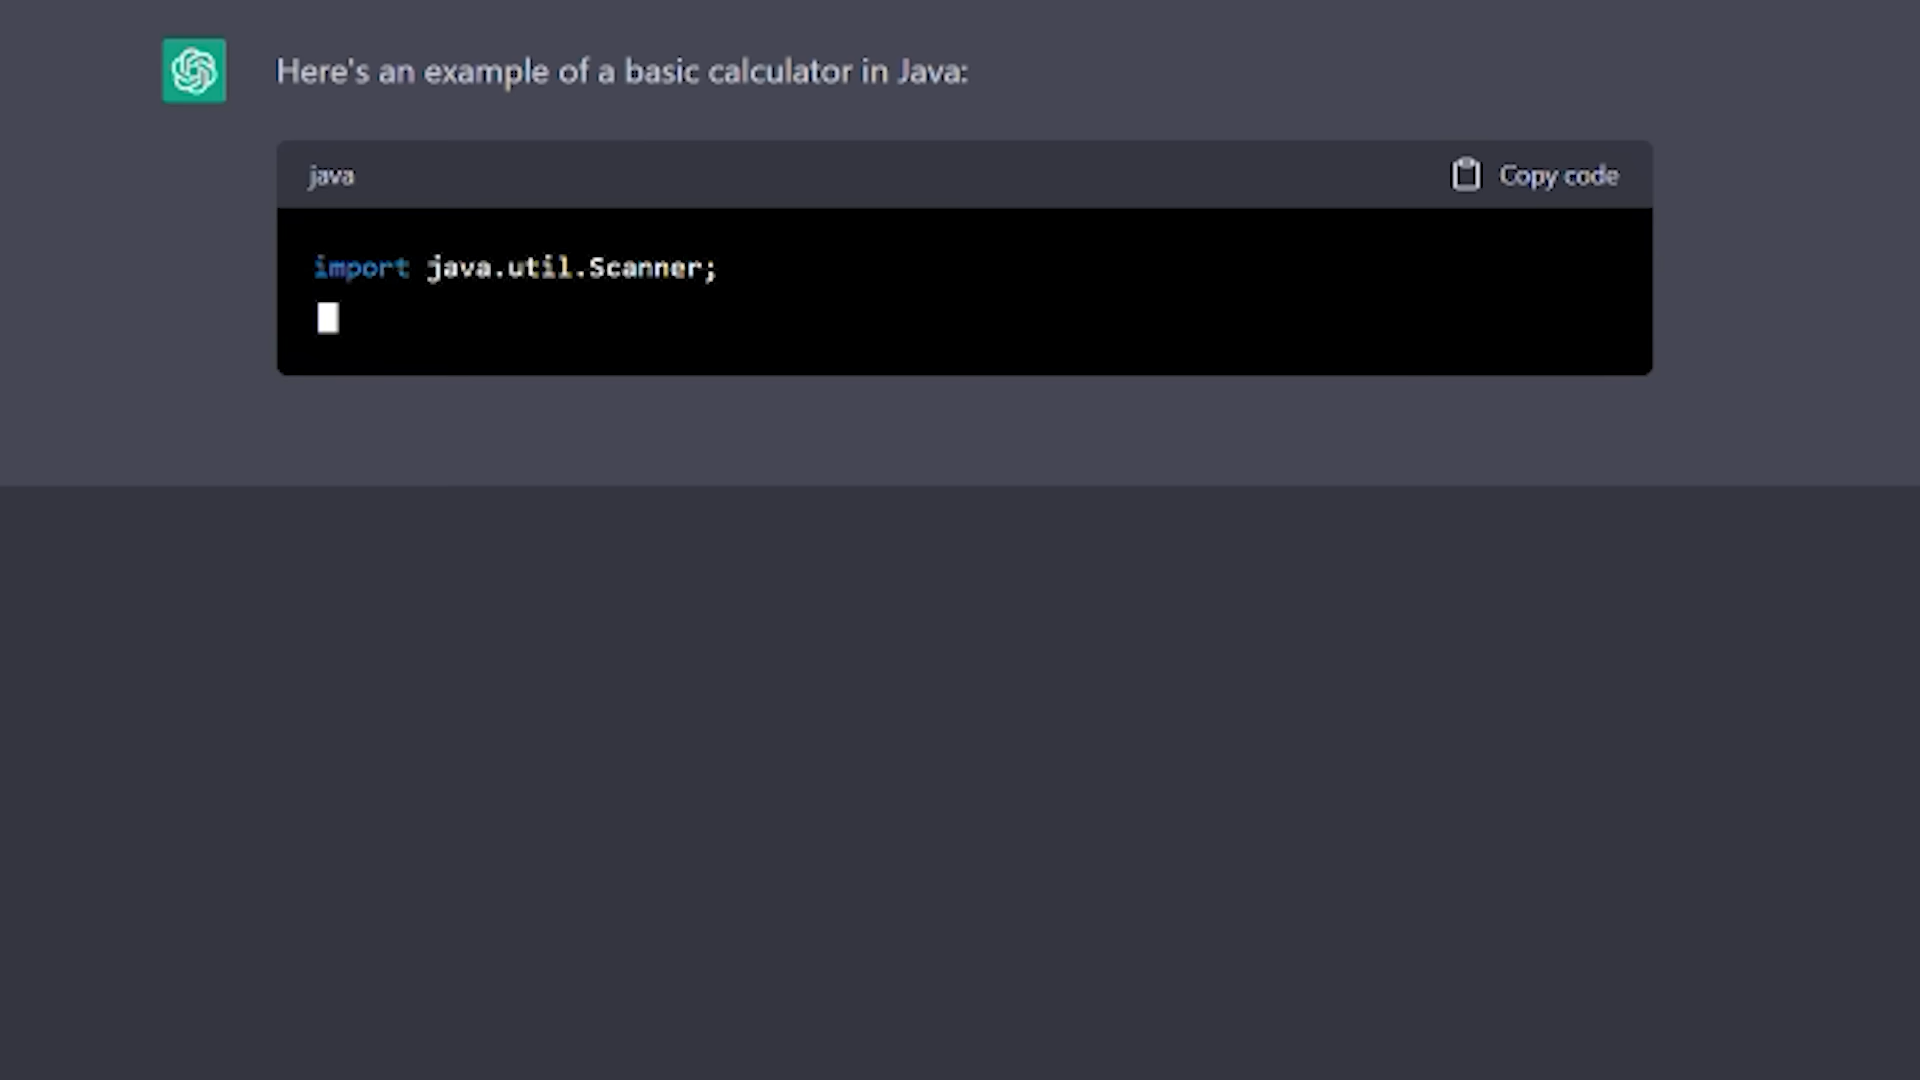 Here's an example of a basic calculator in Java:
java
Copy code
import java.util.Scanner;